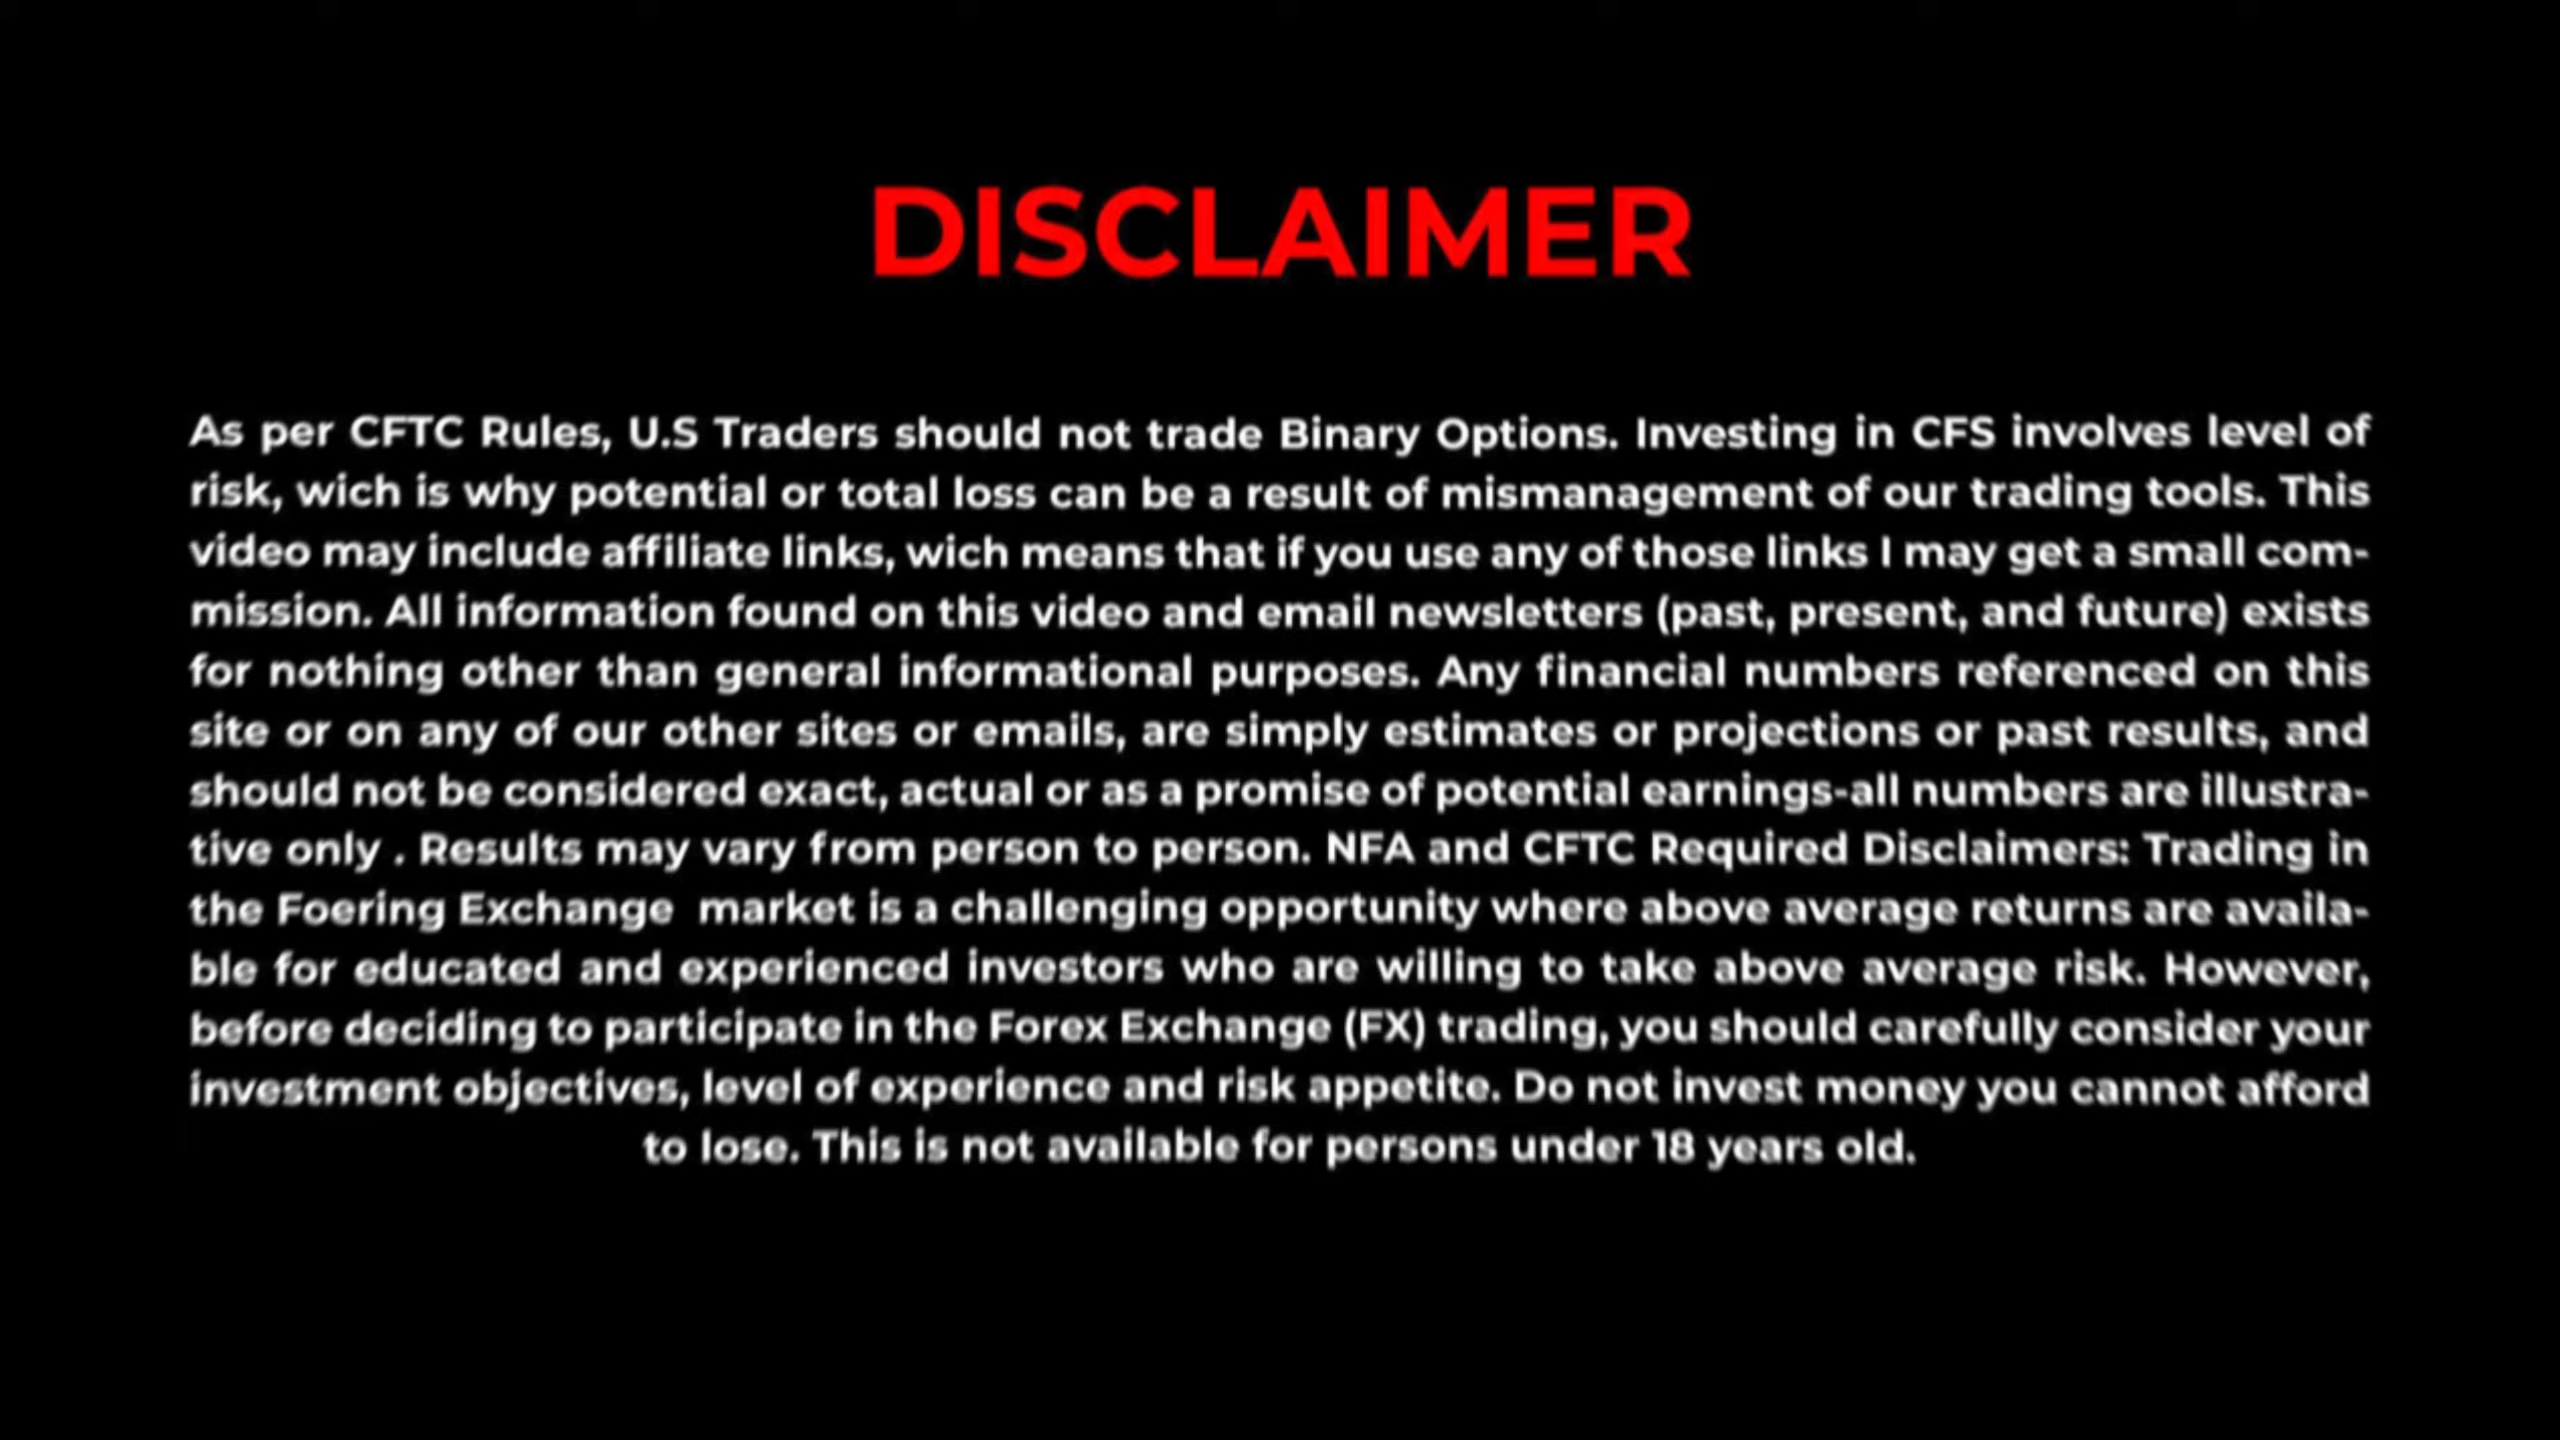 DISCLAIMER
As per CFTC Rules, U.S Traders should not trade Binary Options. Investing in CFS involves level of
risk, wich is why potential or total loss can be a result of mismanagement of our trading tools. This
video may include affiliate links, wich means that if you use any of those links I may get a small com-
mission. All information found on this video and email newsletters (past, present, and future) exists
for nothing other than general informational purposes. Any financial numbers referenced on this
site or on any of our other sites or emails, are simply estimates or projections or past results, and
should not be considered exact, actual or as a promise of potential earnings-all numbers are illustra-
tive only . Results may vary from person to person. NFA and CFTC Required Disclaimers: Trading in
the Foering Exchange  market is a challenging opportunity where above average returns are availa-
ble for educated and experienced investors who are willing to take above average risk. However,
before deciding to participate in the Forex Exchange (FX) trading, you should carefully consider your
investment objectives, level of experience and risk appetite. Do not invest money you cannot afford
to lose. This is not available for persons under 18 years old.